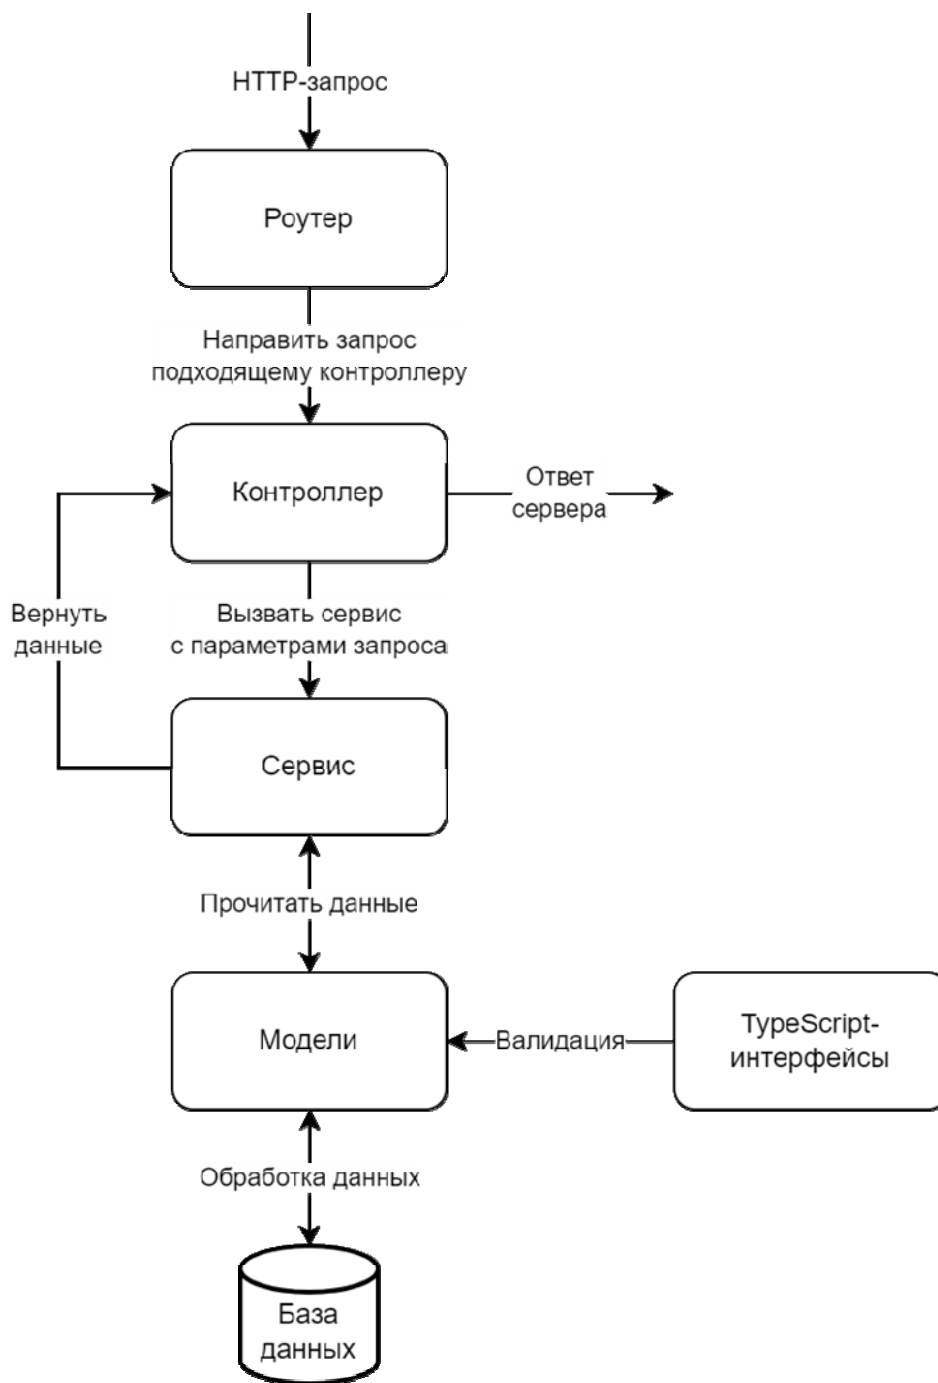 HTTP-запрос
Роутер
Направить запрос
подходящему контроллеру
Контроллер
Ответ
сервера
Вернуть
данные
Вызвать сервис
с параметрами запроса
Сервис
Прочитать данные
Модели
Валидация
TypeScript-
интерфейсы
Обработка данных
База
данных